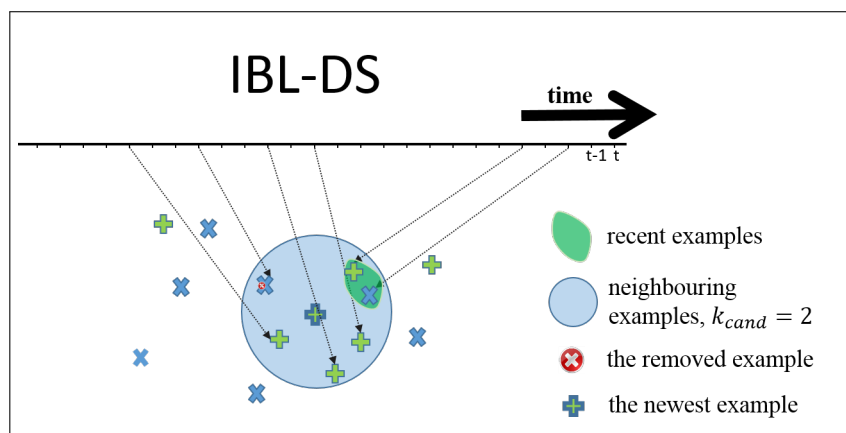 IBL-DS
time
t-1 t
recent examples
neighbouring
examples, k_cand = 2
the removed example
the newest example